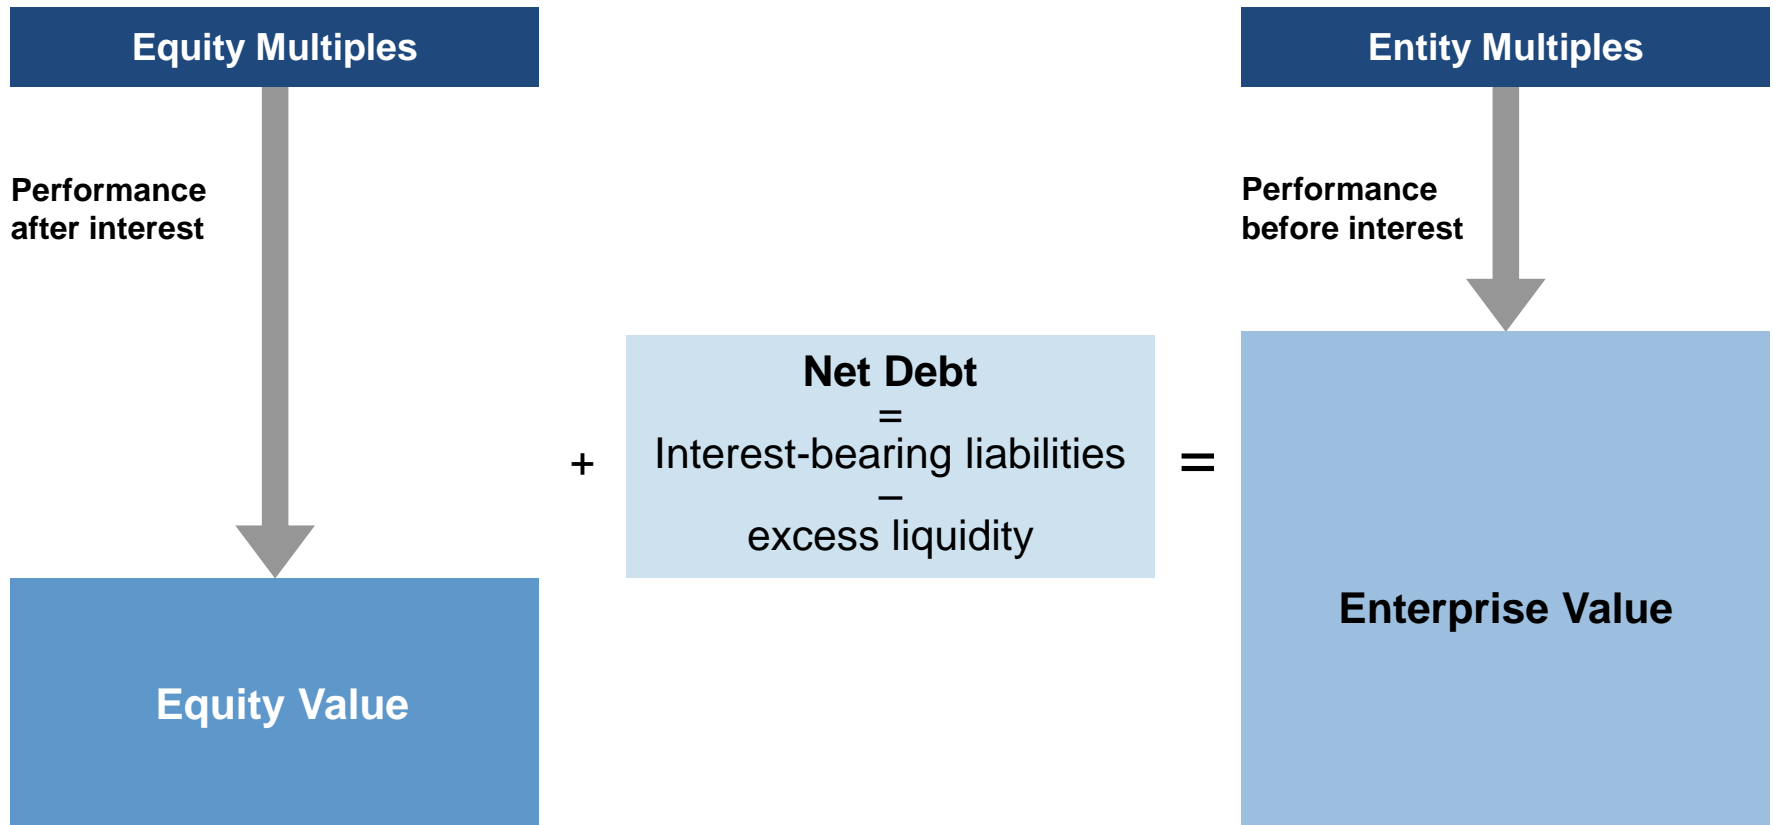 Equity Multiples
Entity Multiples
Performance
after interest
Performance
before interest
Net Debt
=
Interest-bearing liabilities
–
excess liquidity
+
=
Equity Value
Enterprise Value